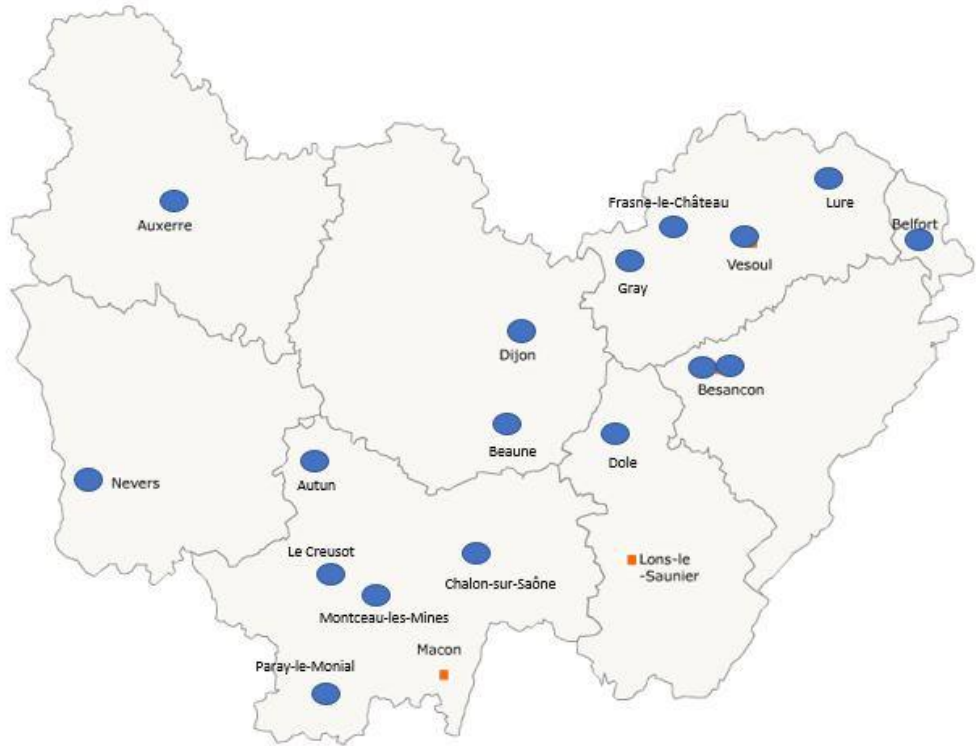 Frasne-le-Château
Lure
Auxerre
Belfort
Vesoul
Gray
Dijon
Besancon
Beaune
Dole
Autun
Nevers
Le Creusot
Lons-le
-Saunier
Chalon-sur-Saône
Montceau-les-Mines
Macon
Paray-le-Monial